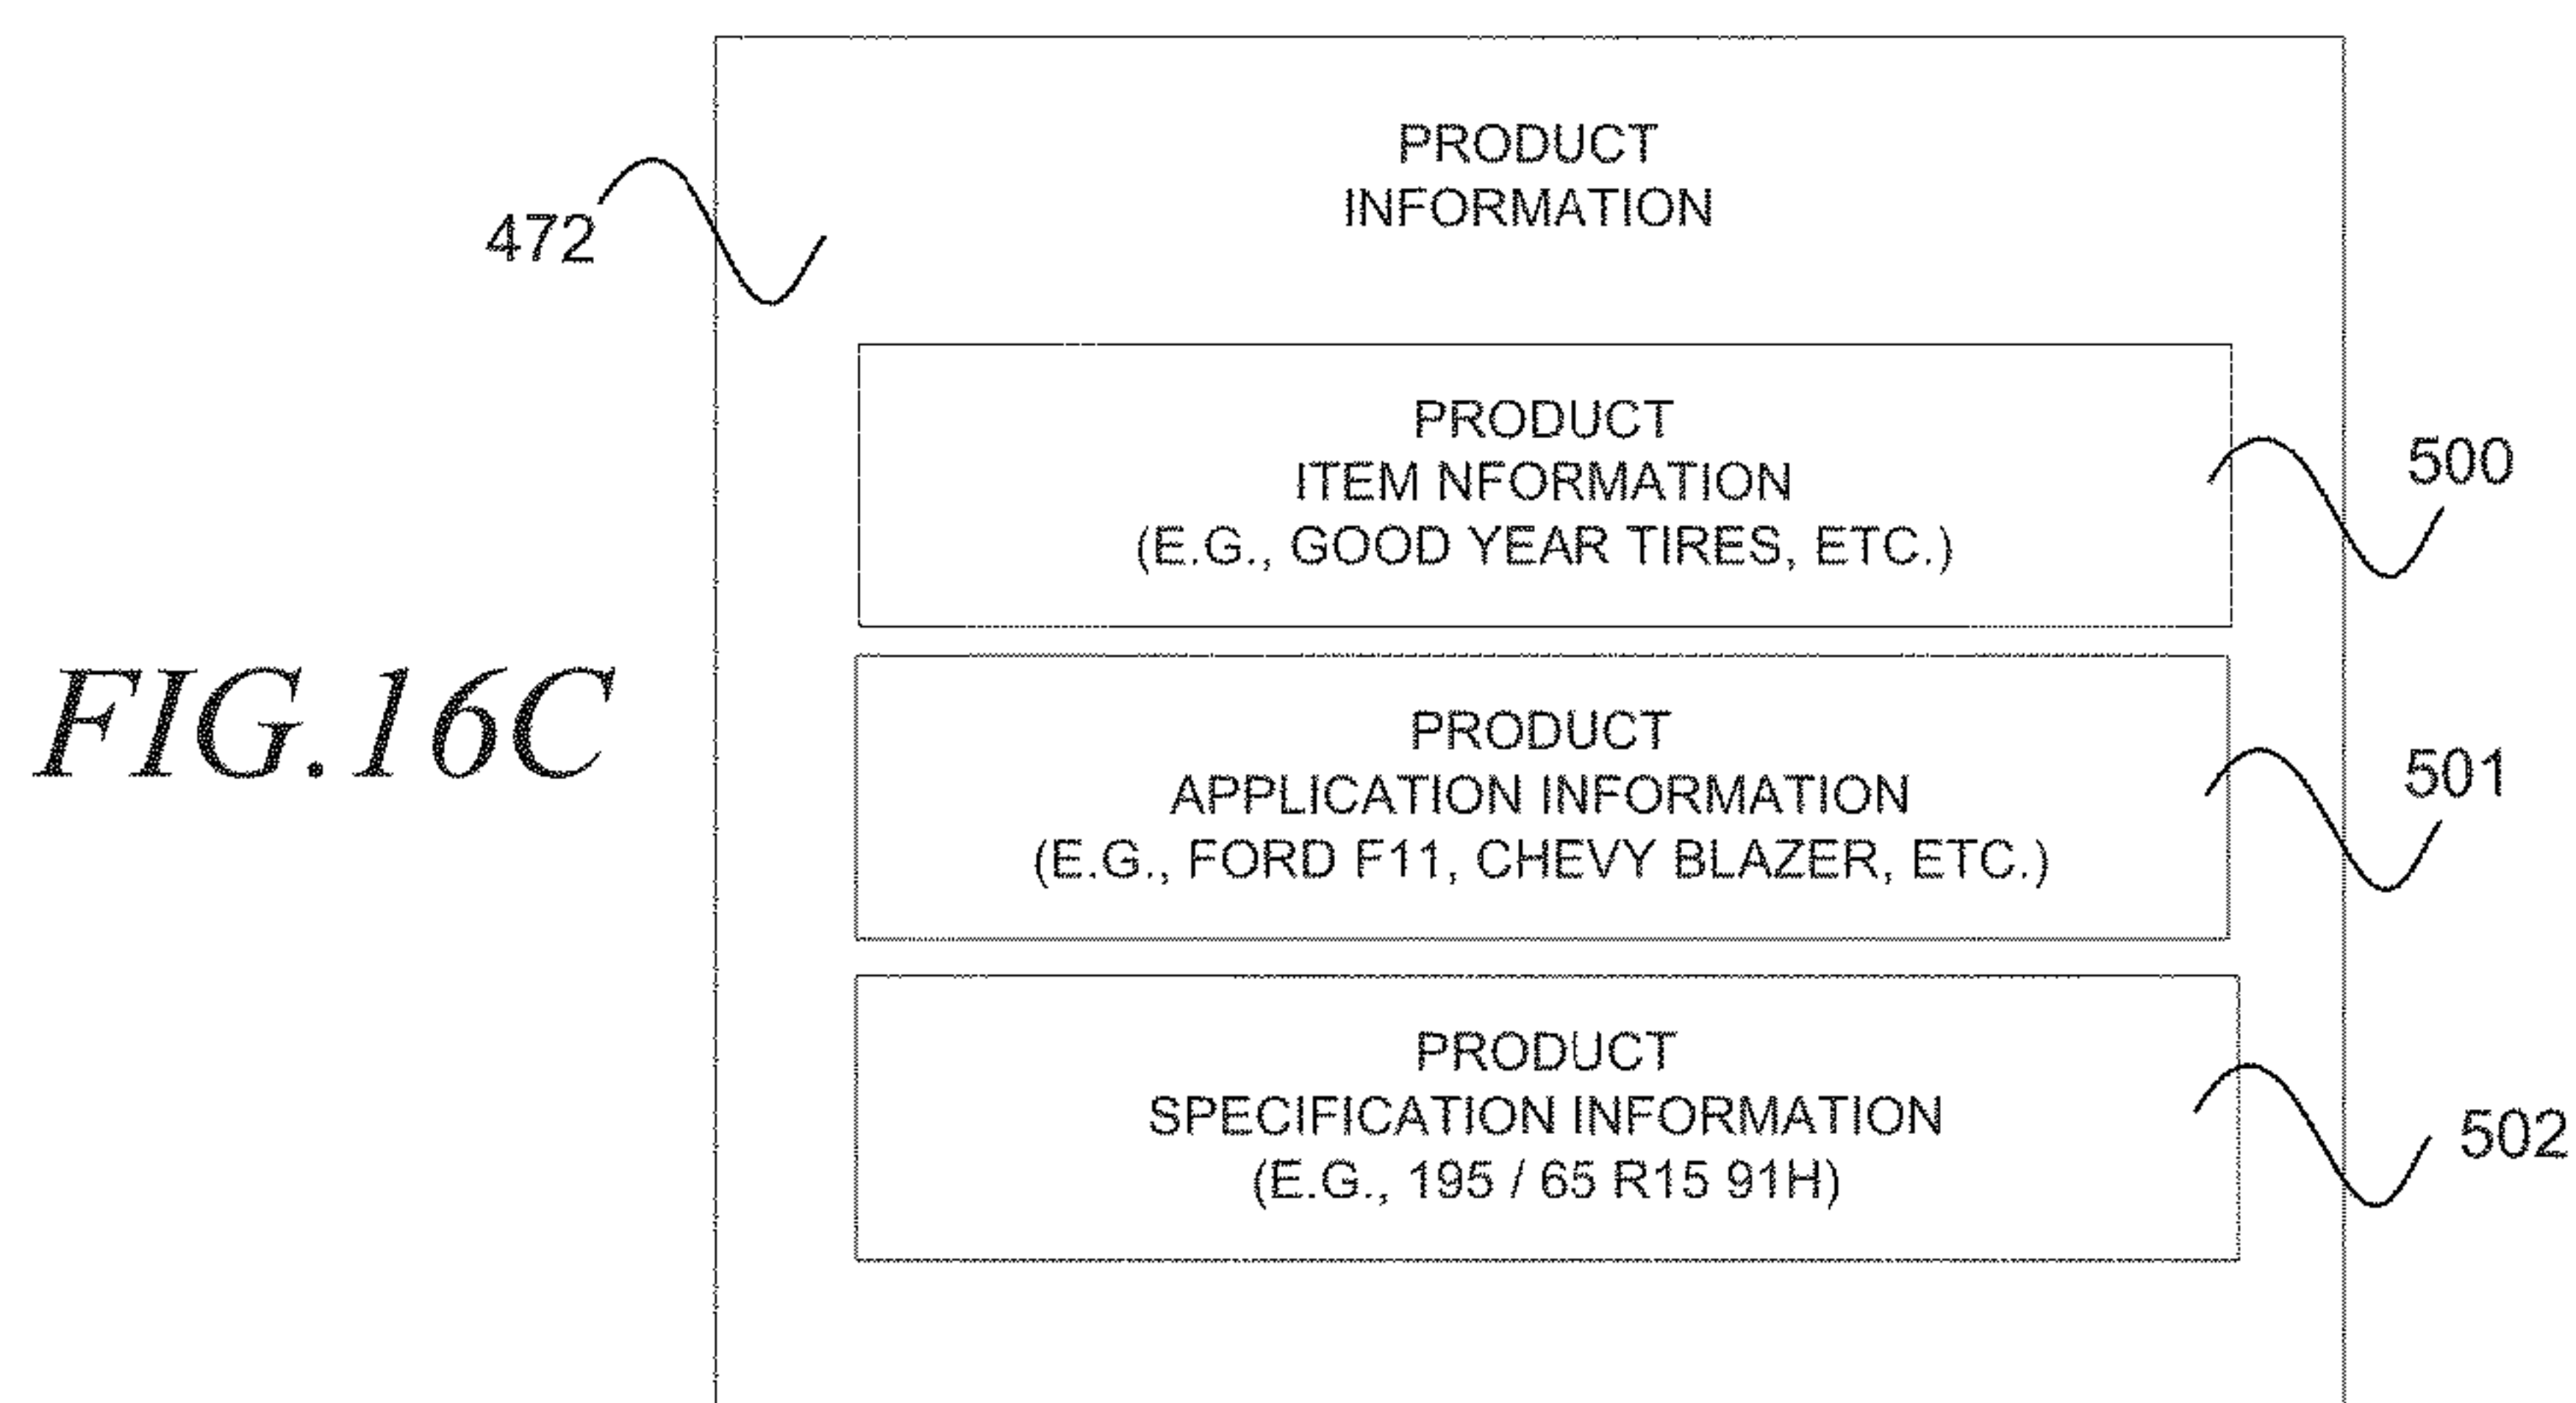 PRODUCT
INFORMATION
472
PRODUCT
ITEM NFORMATION
(E.G., GOOD YEAR TIRES, ETC.)
500
FIG.16C
PRODUCT
APPLICATION INFORMATION
(E.G., FORD F11, CHEVY BLAZER, ETC.)
501
PRODUCT
SPECIFICATION INFORMATION
(E.G., 195 / 65 R15 91H)
502